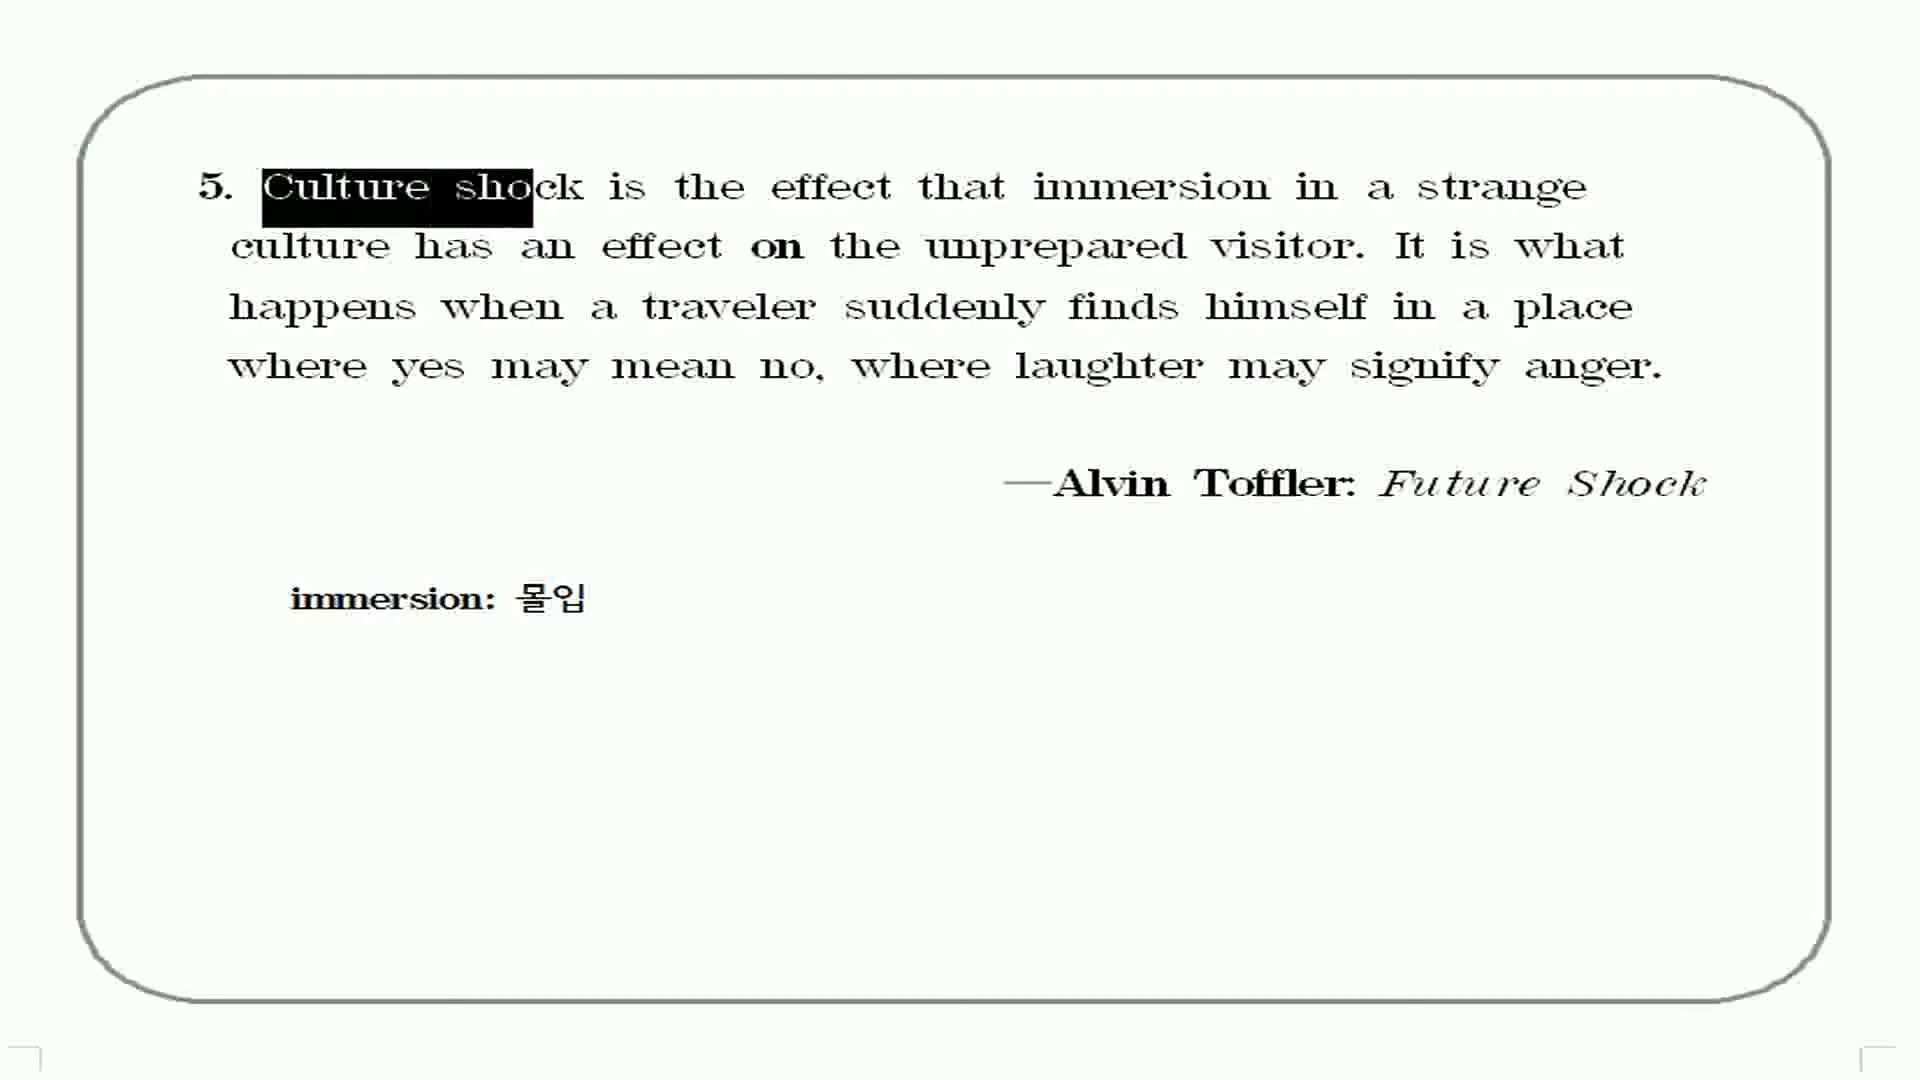 5. Culture shock is the effect that immersion in a strange
culture has an effect on the unprepared visitor. It is what
happens when a traveler suddenly finds himself in a place
where yes may mean no, where laughter may signify anger.
—Alvin Toffler: Future Shock
immersion: 몰입